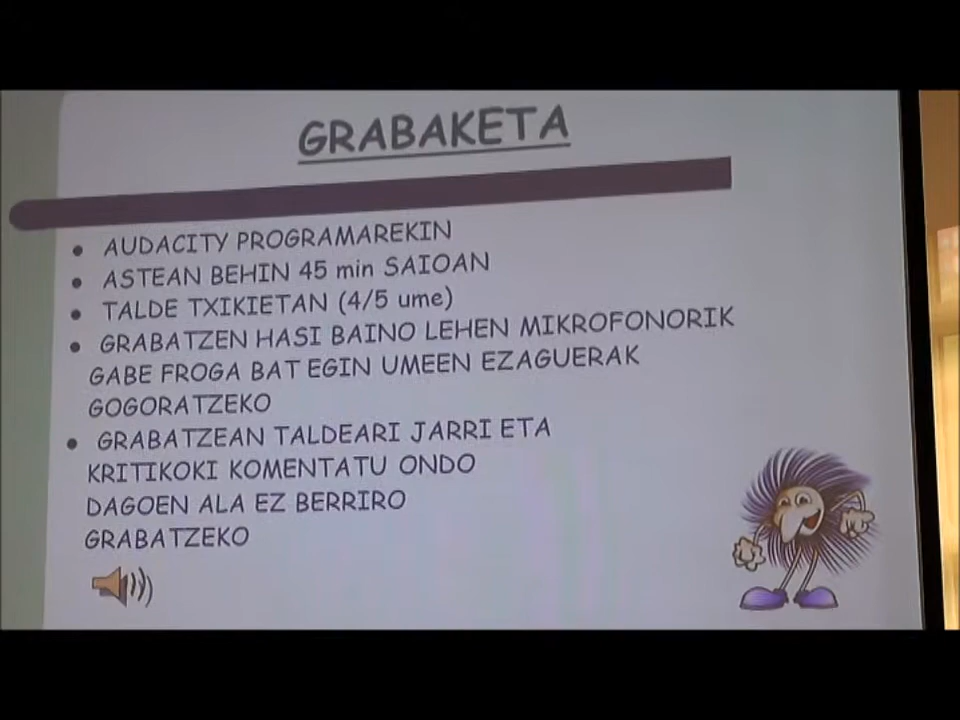 GRABAKETA
• AUDACITY PROGRAMAREKIN
• ASTEAN BEHIN 45 min SAIOAN
• TALDE TXIKIETAN (4/5 ume)
• GRABATZEN HASI BAINO LEHEN MIKROFONORIK
GABE FROGA BAT EGIN UMEEN EZAGUERAK
GOGORATZEKO
• GRABATZEAN TALDEARI JARRI ETA
KRITIKOKI KOMENTATU ONDO
DAGOEN ALA EZ BERRIRO
GRABATZEKO